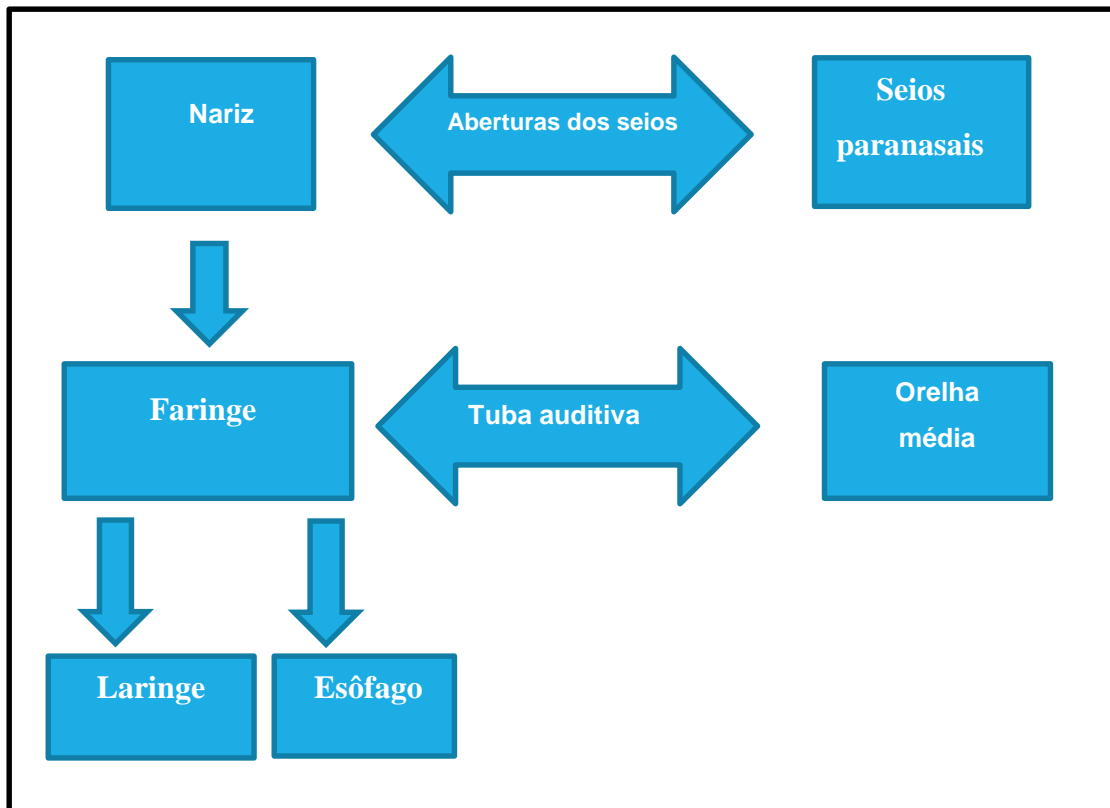 Nariz
Aberturas dos seios
Seios
paranasais
Faringe
Tuba auditiva
Orelha
média
Laringe
Esôfago